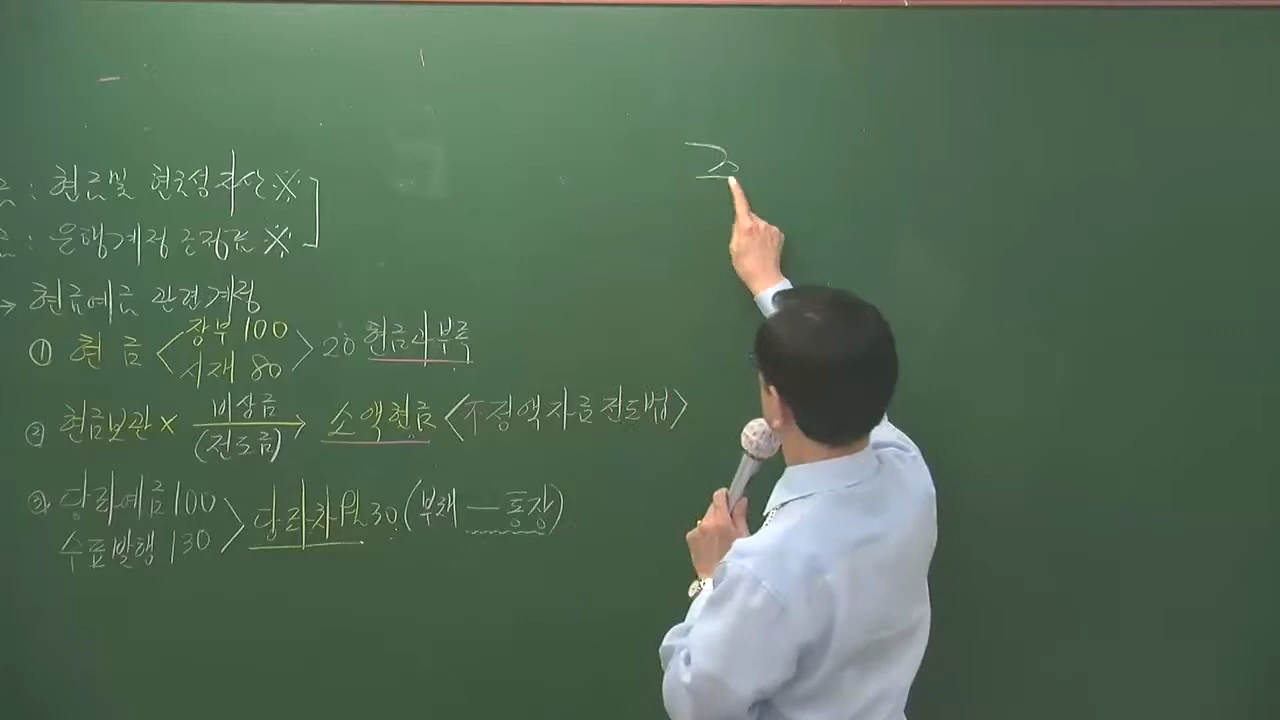 : 현금및 현금성자산 ※
: 은행계정조정표 ※
→ 현금예금 관련계정
① 현금 < 장부 100
시재 80 > 20 현금과부족
② 현금보관 × 비상금
(전도금) → 소액현금 <不정액자금전도법>
③ 당좌예금 100
수표발행 130 > 당좌차월 30 (부채 — 통장)